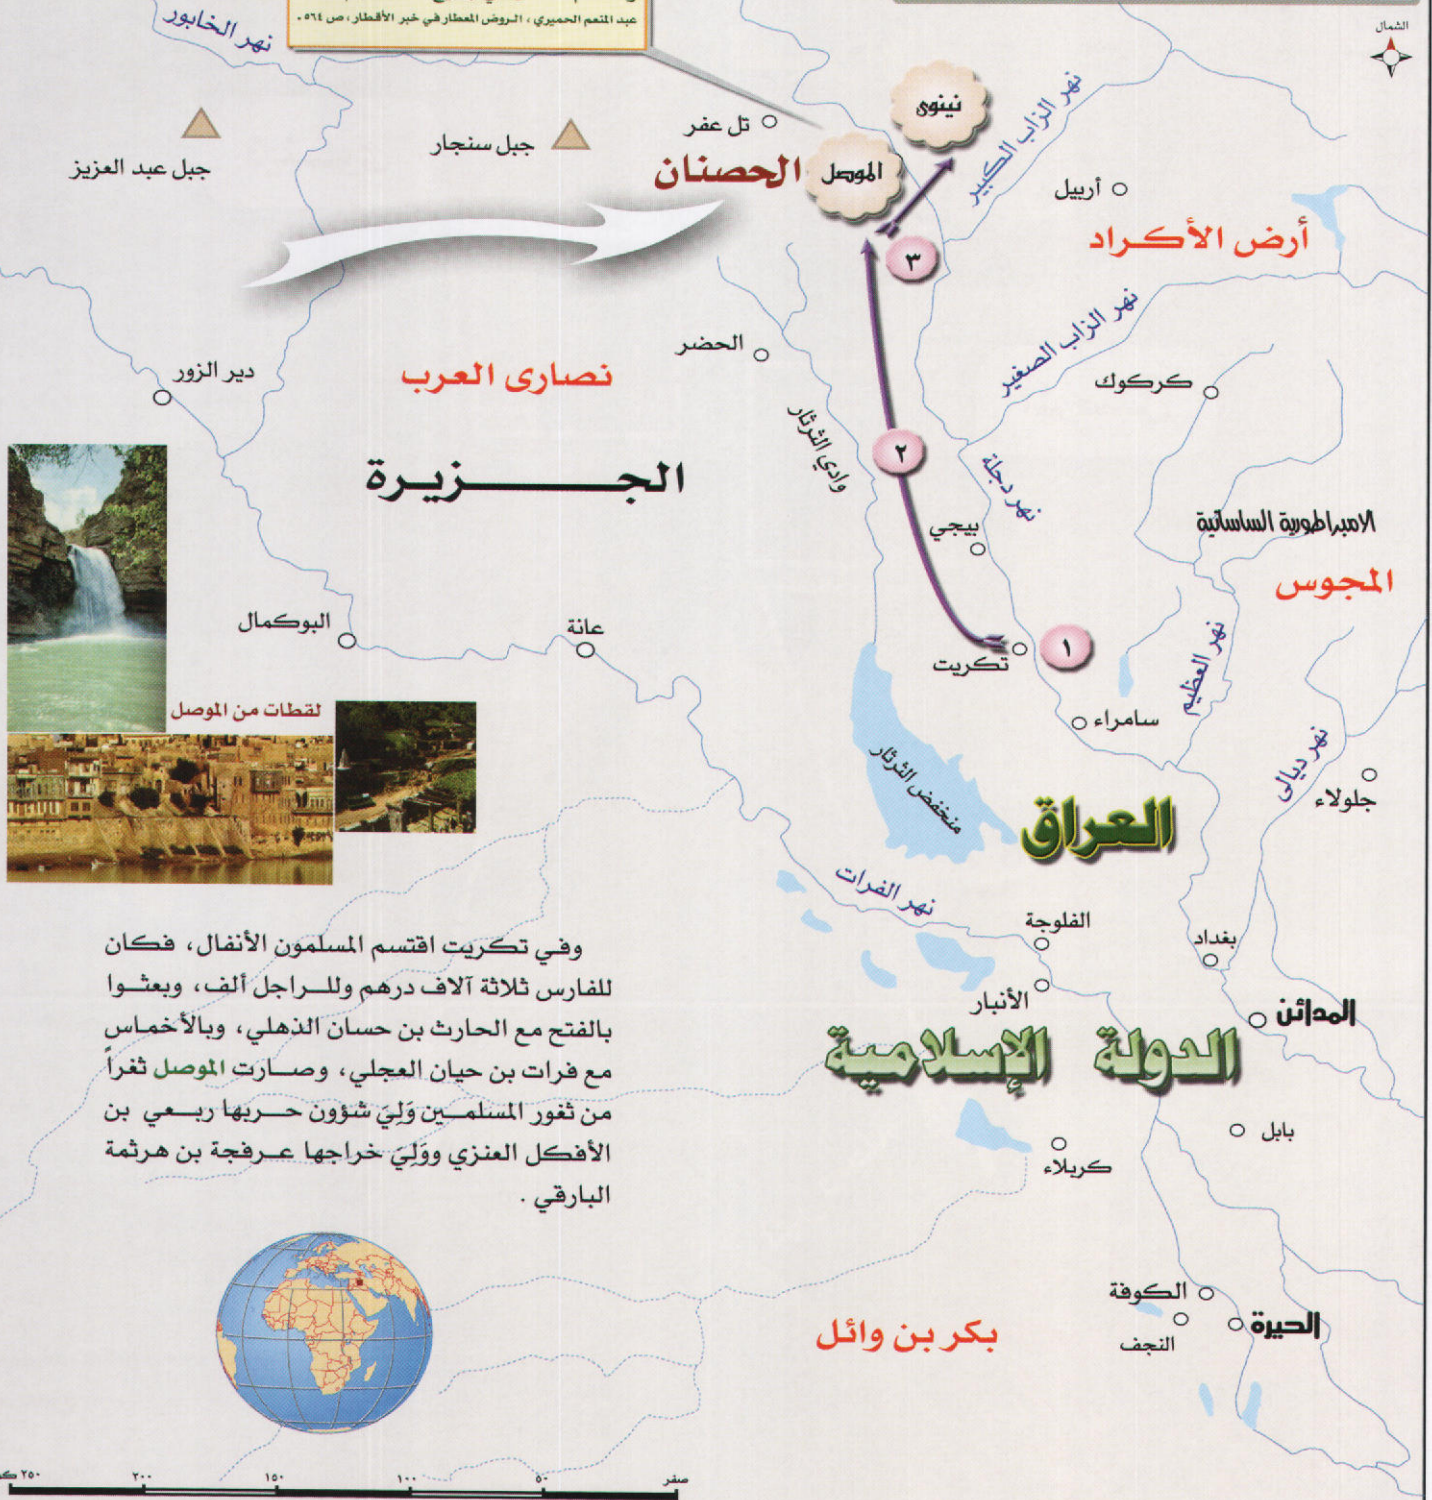 عبد المنعم الحميري ، الروض المعطار في خبر الأقطار ، ص ٥٦٤ .
الشمال
نهر الخابور
نينوى
نهر الزاب الكبير
تل عفر
جبل سنجار
جبل عبد العزيز
الموصل
الحصنان
أربيل
أرض الأكراد
٣
نهر الزاب الصغير
الحضر
دير الزور
نصارى العرب
كركوك
وادي الثرثار
٢
الجزيرة
نهر دجلة
بيجي
الامبراطورية الساسانية
المجوس
البوكمال
عانة
تكريت
١
نهر العظيم
سامراء
لقطات من الموصل
منخفض الثرثار
نهر ديالى
جلولاء
العراق
نهر الفرات
الفلوجة
بغداد
الأنبار
المدائن
الدولة الإسلامية
وفي تكريت اقتسم المسلمون الأنفال، فكان
للفارس ثلاثة آلاف درهم وللراجل ألف، وبعثوا
بالفتح مع الحارث بن حسان الذهلي، وبالأخماس
مع فرات بن حيان العجلي، وصارت الموصل ثغراً
من ثغور المسلمين وَلِيَ شؤون حربها ربعي بن
الأفكل العنزي ووَلِيَ خراجها عرفجة بن هرثمة
البارقي .
بابل
كربلاء
الكوفة
النجف
الحيرة
بكر بن وائل
صفر ٥٠ ١٠٠ ١٥٠ ٢٠٠ ٢٥٠